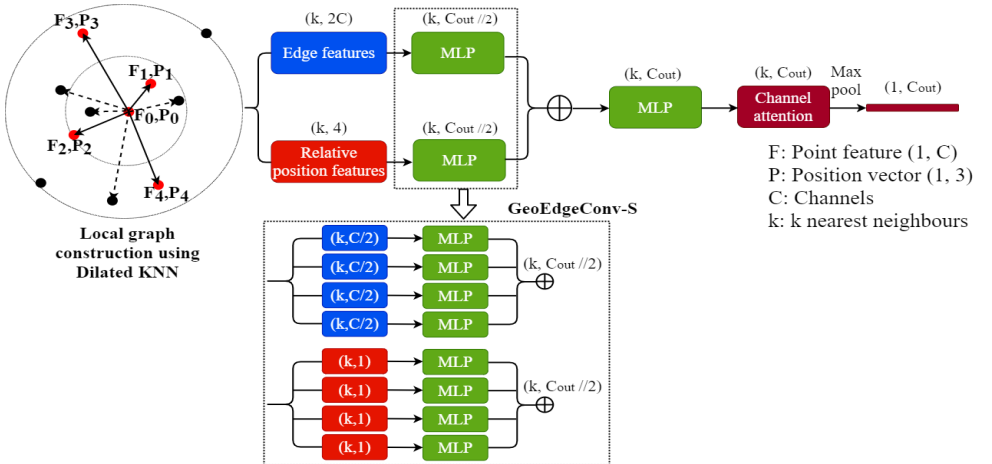 F3,P3
F1,P1
F0,P0
F2,P2
F4,P4
Local graph
construction using
Dilated KNN
(k, 2C)
Edge features
(k, 4)
Relative
position features
(k, Cout //2)
MLP
(k, Cout //2)
MLP
(k, Cout)
MLP
(k, Cout)
Channel
attention
Max
pool
(1, Cout)
F: Point feature (1, C)
P: Position vector (1, 3)
C: Channels
k: k nearest neighbours
GeoEdgeConv-S
(k,C/2)
MLP
(k,C/2)
MLP
(k,C/2)
MLP
(k,C/2)
MLP
(k, Cout //2)
(k,1)
MLP
(k,1)
MLP
(k,1)
MLP
(k,1)
MLP
(k, Cout //2)